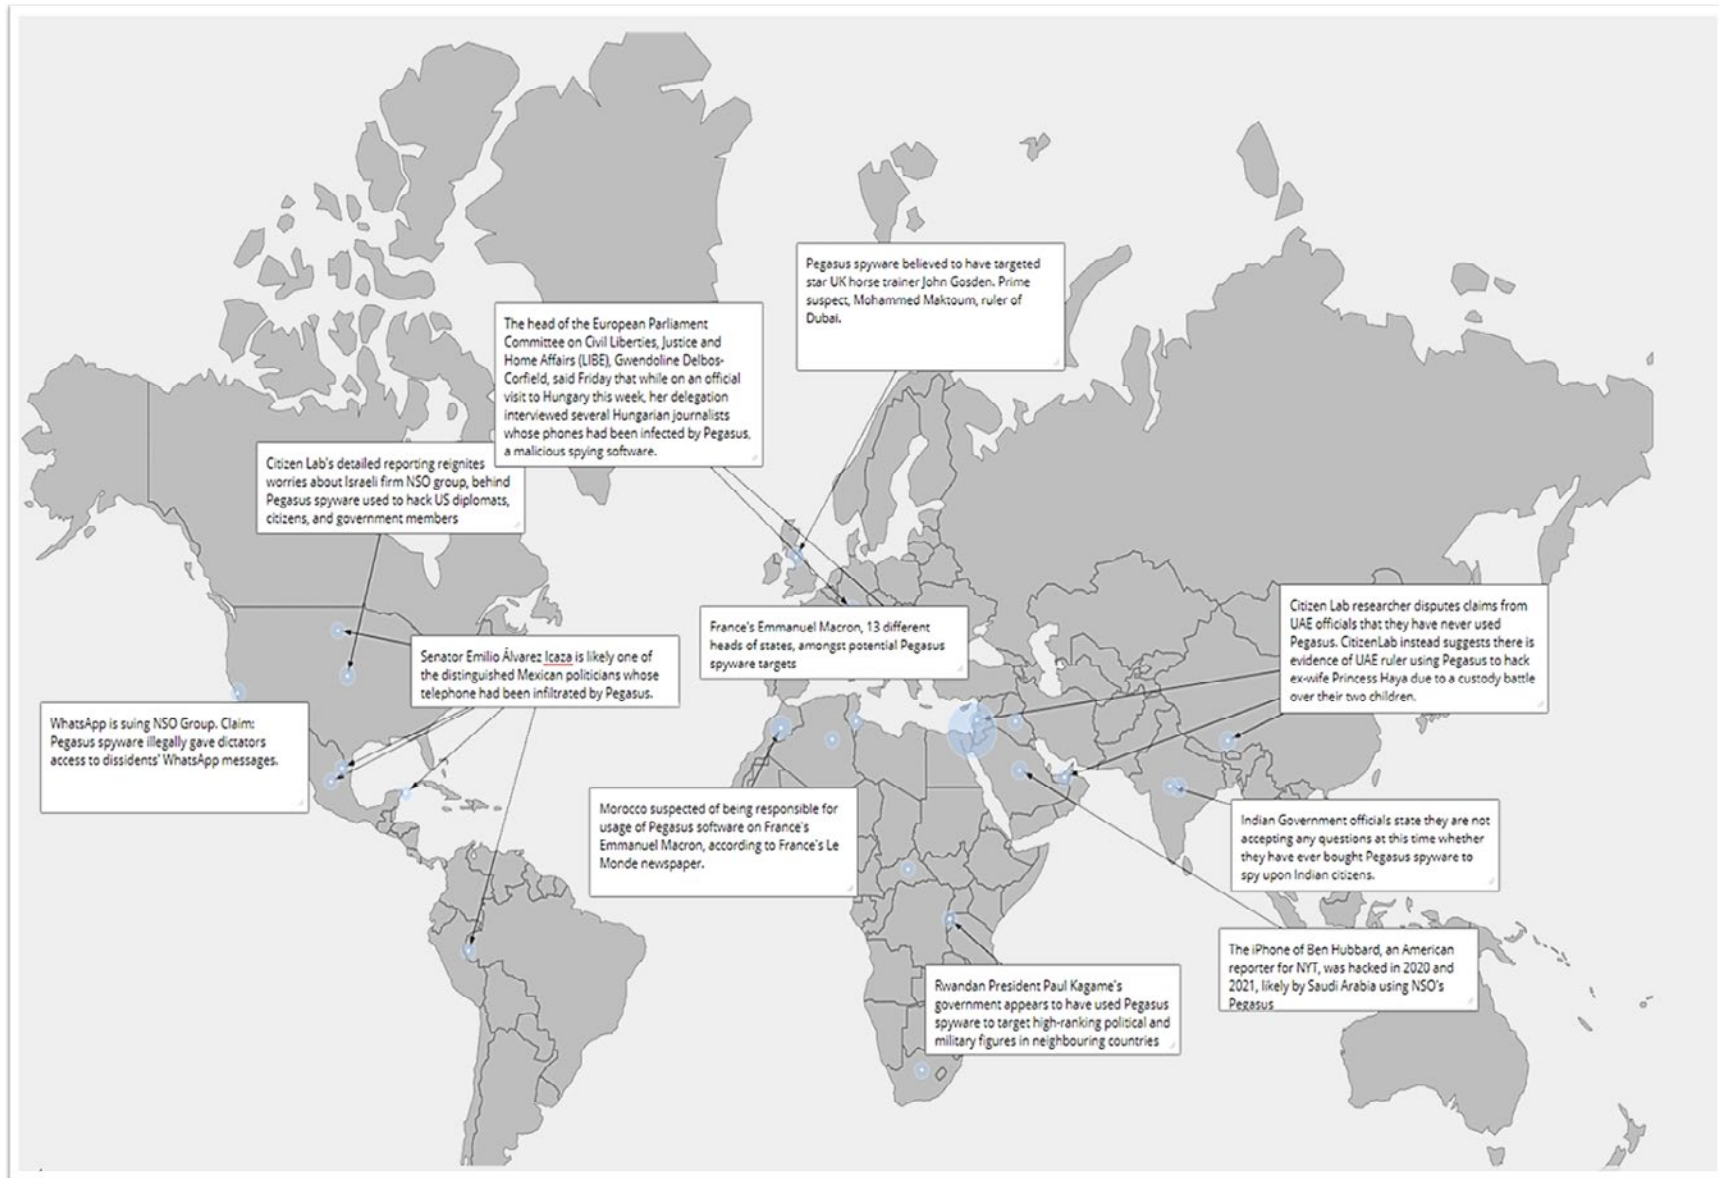 Pegasus spyware believed to have targeted
star UK horse trainer John Gosden. Prime
suspect, Mohammed Maktoum, ruler of
Dubai.
The head of the European Parliament
Committee on Civil Liberties, Justice and
Home Affairs (LIBE), Gwendoline Delbos-
Corfield, said Friday that while on an official
visit to Hungary this week, her delegation
interviewed several Hungarian journalists
whose phones had been infected by Pegasus,
a malicious spying software.
Citizen Lab's detailed reporting reignites
worries about Israeli firm NSO group, behind
Pegasus spyware used to hack US diplomats,
citizens, and government members
Senator Emilio Álvarez Icaza is likely one of
the distinguished Mexican politicians whose
telephone had been infiltrated by Pegasus.
France's Emmanuel Macron, 13 different
heads of states, amongst potential Pegasus
spyware targets
Citizen Lab researcher disputes claims from
UAE officials that they have never used
Pegasus. CitizenLab instead suggests there is
evidence of UAE ruler using Pegasus to hack
ex-wife Princess Haya due to a custody battle
over their two children.
WhatsApp is suing NSO Group. Claim:
Pegasus spyware illegally gave dictators
access to dissidents' WhatsApp messages.
Morocco suspected of being responsible for
usage of Pegasus software on France's
Emmanuel Macron, according to France's Le
Monde newspaper.
Indian Government officials state they are not
accepting any questions at this time whether
they have ever bought Pegasus spyware to
spy upon Indian citizens.
The iPhone of Ben Hubbard, an American
reporter for NYT, was hacked in 2020 and
2021, likely by Saudi Arabia using NSO's
Pegasus
Rwandan President Paul Kagame's
government appears to have used Pegasus
spyware to target high-ranking political and
military figures in neighbouring countries